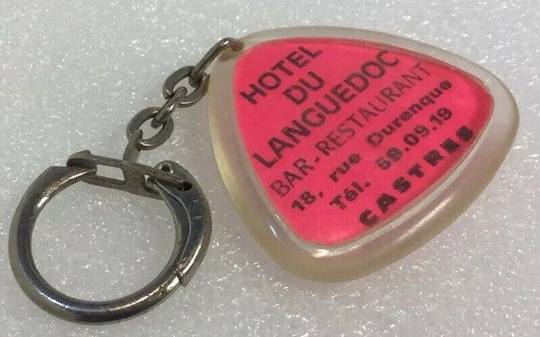 HOTEL
DU
LANGUEDOC
BAR-RESTAURANT
18, rue Durenque
Tél. 59.09.19
CASTRES